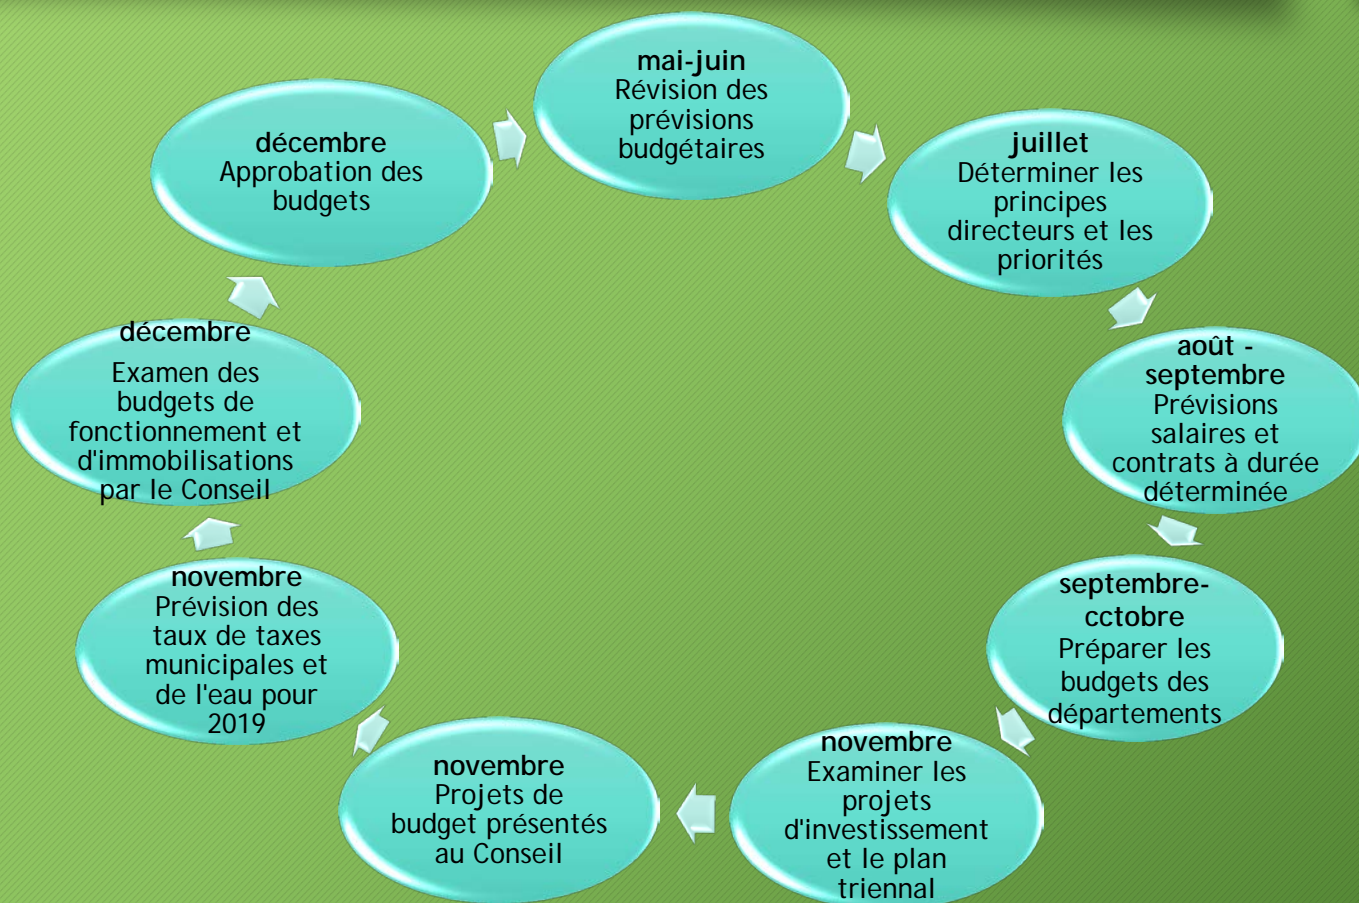 mai-juin
Révision des
prévisions
budgétaires
juillet
Déterminer les
principes
directeurs et les
priorités
août -
septembre
Prévisions
salaires et
contrats à durée
déterminée
septembre-
cctobre
Préparer les
budgets des
départements
novembre
Examiner les
projets
d'investissement
et le plan
triennal
novembre
Projets de
budget présentés
au Conseil
novembre
Prévision des
taux de taxes
municipales et
de l'eau pour
2019
décembre
Examen des
budgets de
fonctionnement et
d'immobilisations
par le Conseil
décembre
Approbation des
budgets